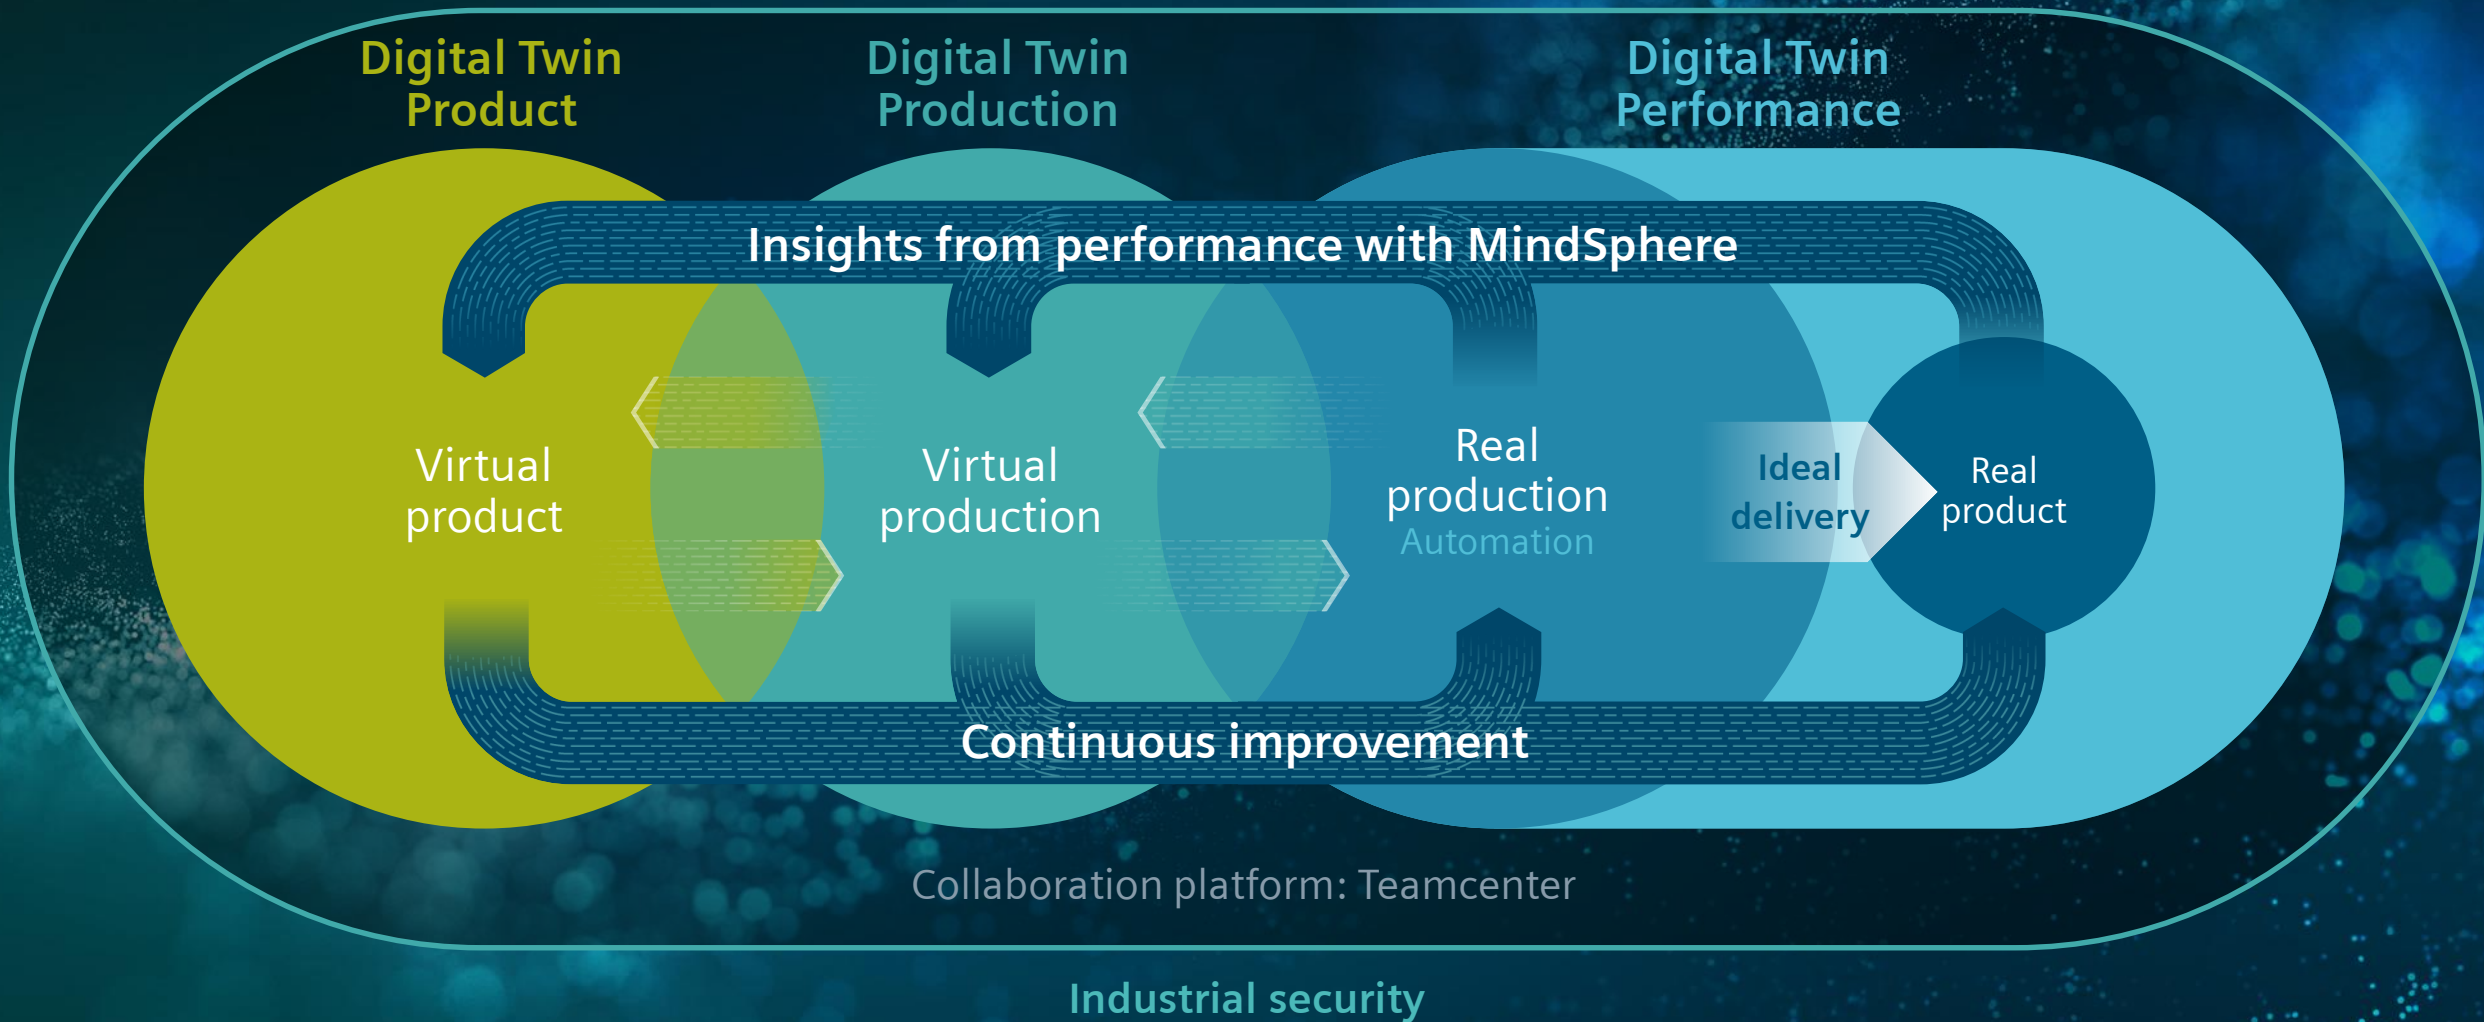 Digital Twin
Product
Digital Twin
Production
Digital Twin
Performance
Insights from performance with MindSphere
Virtual
product
Virtual
production
Real
production
Automation
Ideal
delivery
Real
product
Continuous improvement
Collaboration platform: Teamcenter
Industrial security